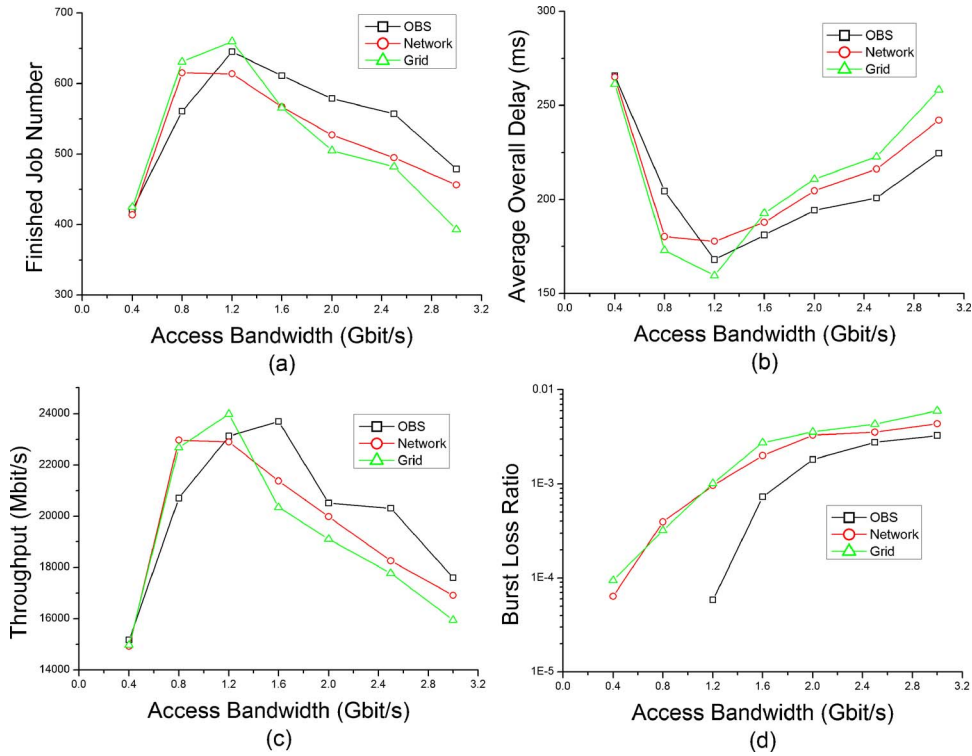 700
600
500
400
300
0.0 0.4 0.8 1.2 1.6 2.0 2.4 2.8 3.2
Finished Job Number
Access Bandwidth (Gbit/s)
OBS
Network
Grid
(a)
300
250
200
150
0.0 0.4 0.8 1.2 1.6 2.0 2.4 2.8 3.2
Average Overall Delay (ms)
Access Bandwidth (Gbit/s)
OBS
Network
Grid
(b)
24000
22000
20000
18000
16000
14000
0.0 0.4 0.8 1.2 1.6 2.0 2.4 2.8 3.2
Throughput (Mbit/s)
Access Bandwidth (Gbit/s)
OBS
Network
Grid
(c)
0.01
1E-3
1E-4
1E-5
0.0 0.4 0.8 1.2 1.6 2.0 2.4 2.8 3.2
Burst Loss Ratio
Access Bandwidth (Gbit/s)
OBS
Network
Grid
(d)